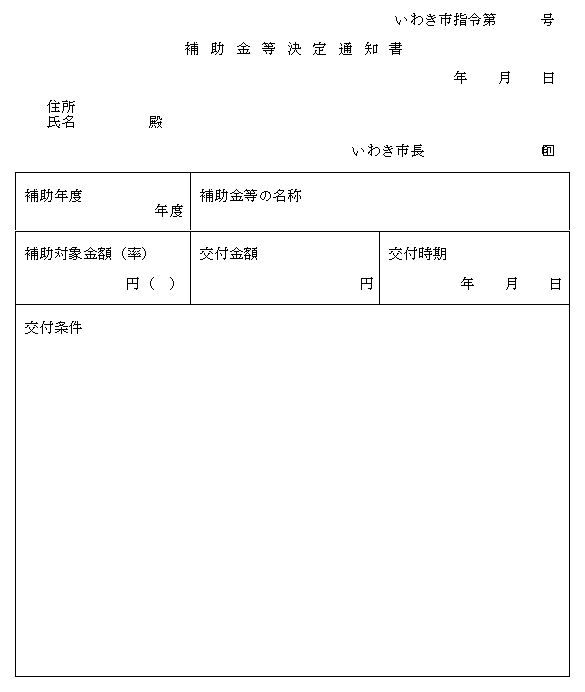 いわき市指令第　　　号
補助金等決定通知書
年　　月　　日
住所
氏名　　　　　殿
いわき市長　　　　　　　　印
補助年度
年度
補助金等の名称
補助対象金額（率）
円（　）
交付金額
円
交付時期
年　　月　　日
交付条件